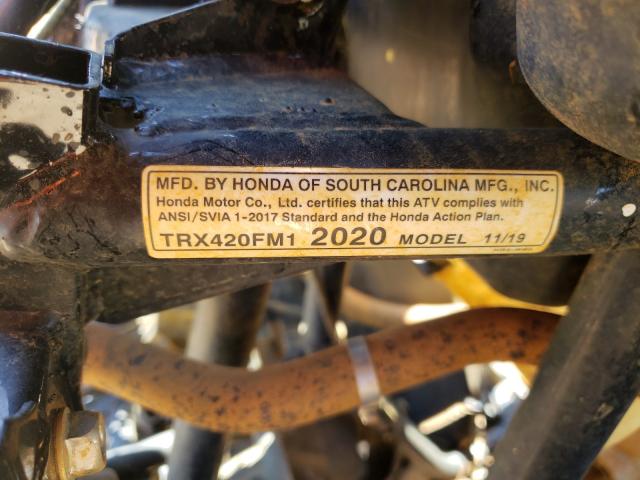 MFD. BY HONDA OF SOUTH CAROLINA MFG., INC.
Honda Motor Co., Ltd. certifies that this ATV complies with
ANSI/SVIA 1-2017 Standard and the Honda Action Plan.
TRX420FM1 2020 MODEL 11/19